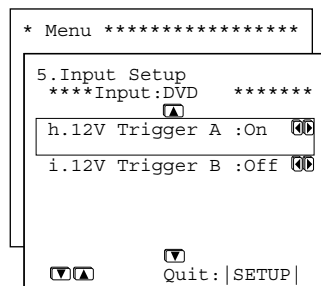 * Menu *****************
5.Input Setup
****Input:DVD *******
h.12V Trigger A :On
i.12V Trigger B :Off
Quit:|SETUP|